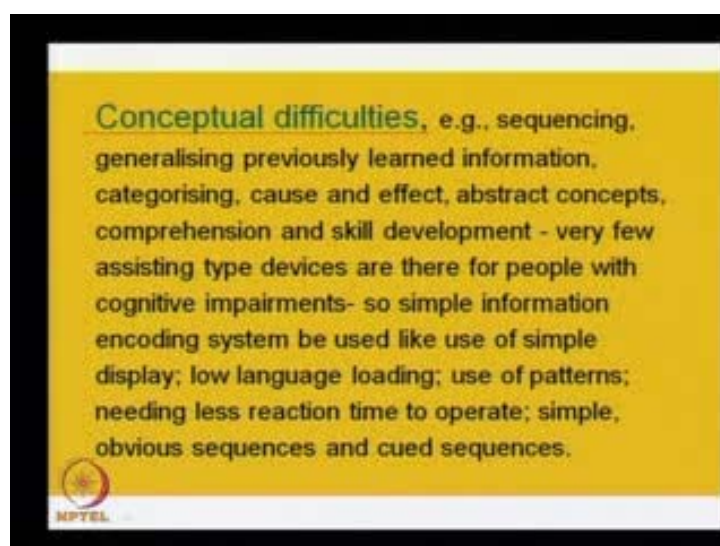 Conceptual difficulties, e.g., sequencing,
generalising previously learned information,
categorising, cause and effect, abstract concepts,
comprehension and skill development - very few
assisting type devices are there for people with
cognitive impairments- so simple information
encoding system be used like use of simple
display; low language loading; use of patterns;
needing less reaction time to operate; simple,
obvious sequences and cued sequences.
NPTEL